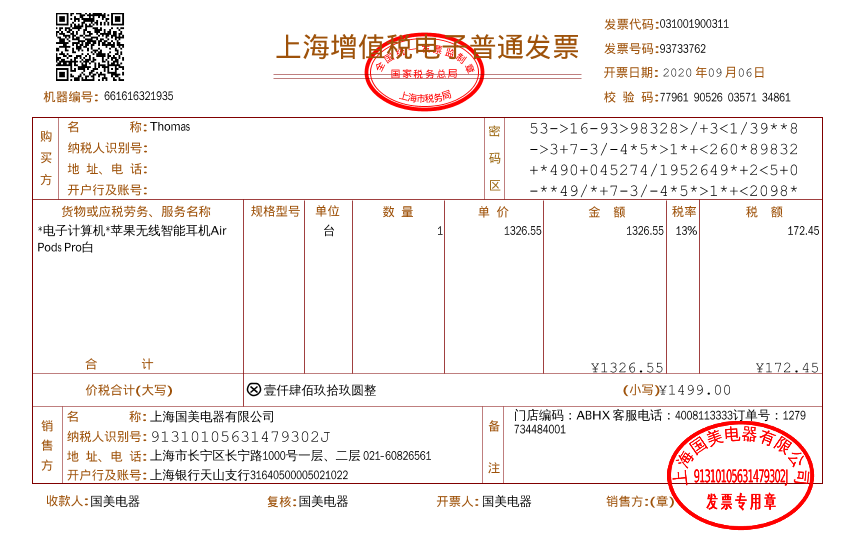 上海增值税电子普通发票
全国统一发票监制章
国家税务总局
上海市税务局
发票代码:031001900311
发票号码:93733762
开票日期: 2020 年09 月06日
校 验 码:77961 90526 03571 34861
机器编号: 661616321935
购买方
名 称:Thomas
纳税人识别号:
地 址、电 话:
开户行及账号:
密码区
53->16-93>98328>/+3<1/39**8
->3+7-3/-4*5*>1*+<260*89832
+*490+045274/1952649*+2<5+0
-**49/*+7-3/-4*5*>1*+<2098*
货物或应税劳务、服务名称 规格型号 单位 数 量 单 价 金 额 税率 税 额
*电子计算机*苹果无线智能耳机Air 台 1 1326.55 1326.55 13% 172.45
Pods Pro白
合 计 ¥1326.55 ¥172.45
价税合计(大写) ⊗壹仟肆佰玖拾玖圆整 (小写)¥1499.00
销售方
名 称:上海国美电器有限公司
纳税人识别号:91310105631479302J
地 址、电 话:上海市长宁区长宁路1000号一层、二层 021-60826561
开户行及账号:上海银行天山支行31640500005021022
备注
门店编码：ABHX 客服电话：4008113333订单号：1279
734484001
上海国美电器有限公司
91310105631479302J
发票专用章
收款人:国美电器 复核:国美电器 开票人:国美电器 销售方:(章)